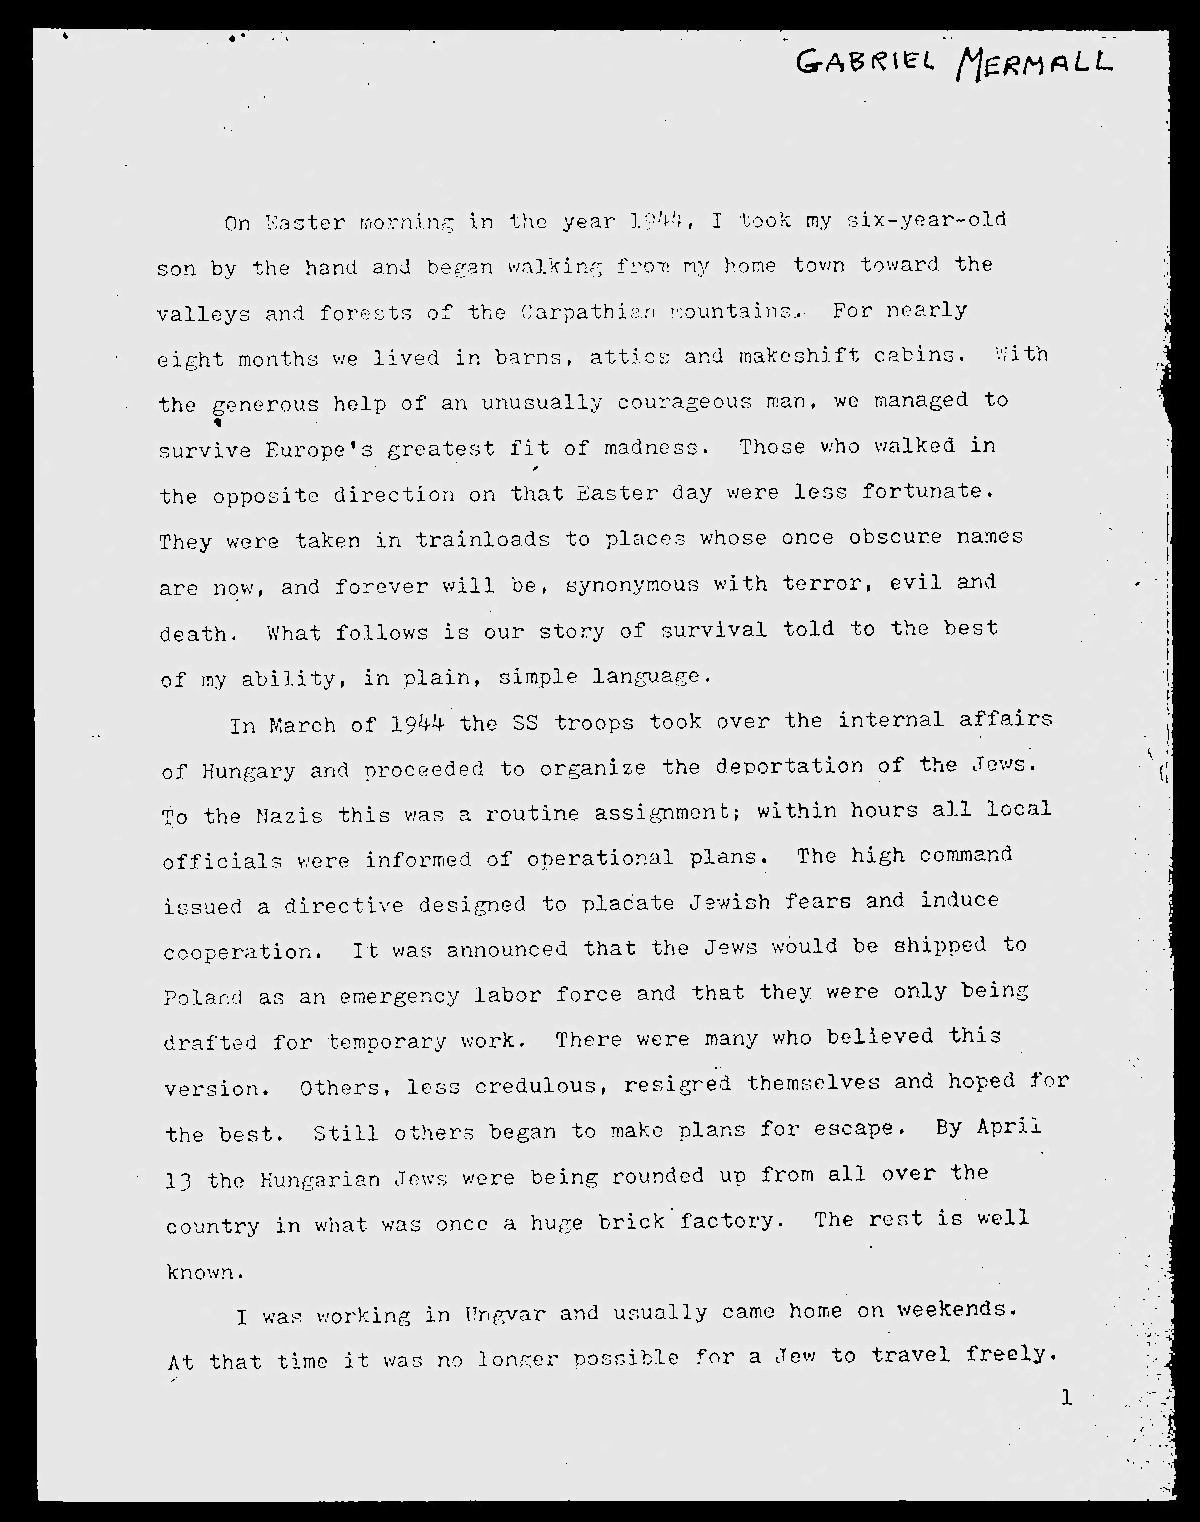 GABRIEL MERMALL
On Easter morning in the year 1944, I took my six-year-old
son by the hand and began walking from my home town toward the
valleys and forests of the Carpathian mountains. For nearly
eight months we lived in barns, attics and makeshift cabins. With
the generous help of an unusually courageous man, we managed to
survive Europe's greatest fit of madness. Those who walked in
the opposite direction on that Easter day were less fortunate.
They were taken in trainloads to places whose once obscure names
are now, and forever will be, synonymous with terror, evil and
death. What follows is our story of survival told to the best
of my ability, in plain, simple language.
In March of 1944 the SS troops took over the internal affairs
of Hungary and proceeded to organize the deportation of the Jews.
To the Nazis this was a routine assignment; within hours all local
officials were informed of operational plans. The high command
issued a directive designed to placate Jewish fears and induce
cooperation. It was announced that the Jews would be shipped to
Poland as an emergency labor force and that they were only being
drafted for temporary work. There were many who believed this
version. Others, less credulous, resigned themselves and hoped for
the best. Still others began to make plans for escape. By April
13 the Hungarian Jews were being rounded up from all over the
country in what was once a huge brick factory. The rest is well
known.
I was working in Ungvar and usually came home on weekends.
At that time it was no longer possible for a Jew to travel freely.
1